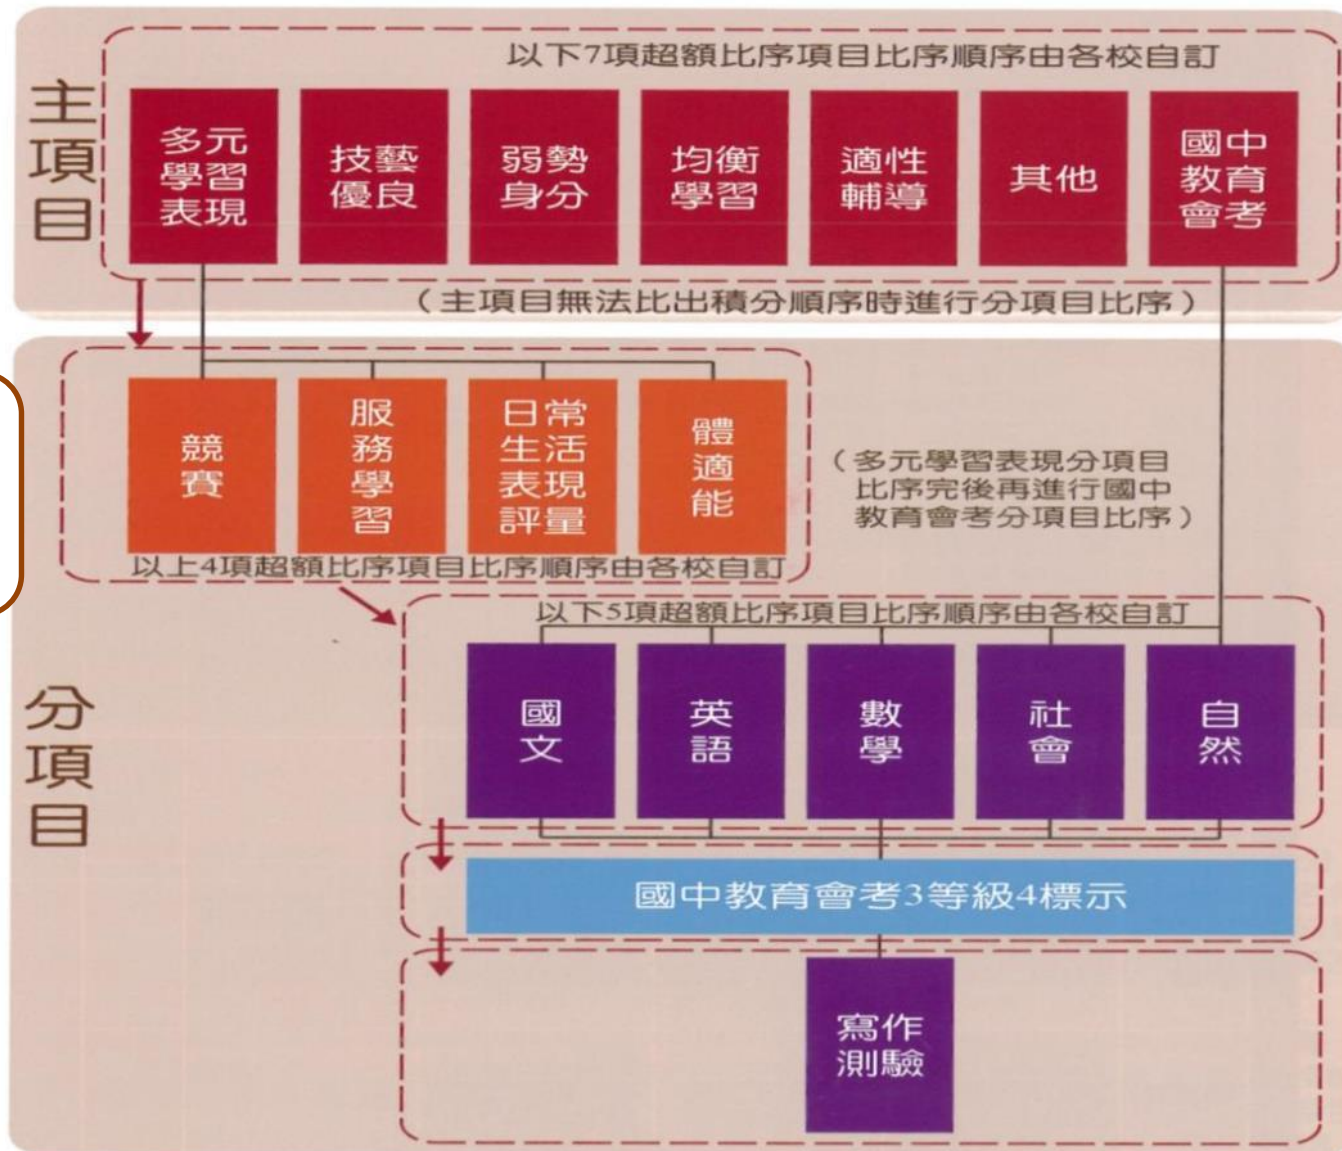 主項目
以下7項超額比序項目比序順序由各校自訂
多元
學習
表現
技藝
優良
弱勢
身分
均衡
學習
適性
輔導
其他
國中
教育
會考
（主項目無法比出積分順序時進行分項目比序）
分項目
競賽
服務學習
日常
生活
表現
評量
體適能
（多元學習表現分項目
比序完後再進行國中
教育會考分項目比序）
以上4項超額比序項目比序順序由各校自訂
以下5項超額比序項目比序順序由各校自訂
國文
英語
數學
社會
自然
國中教育會考3等級4標示
寫作
測驗